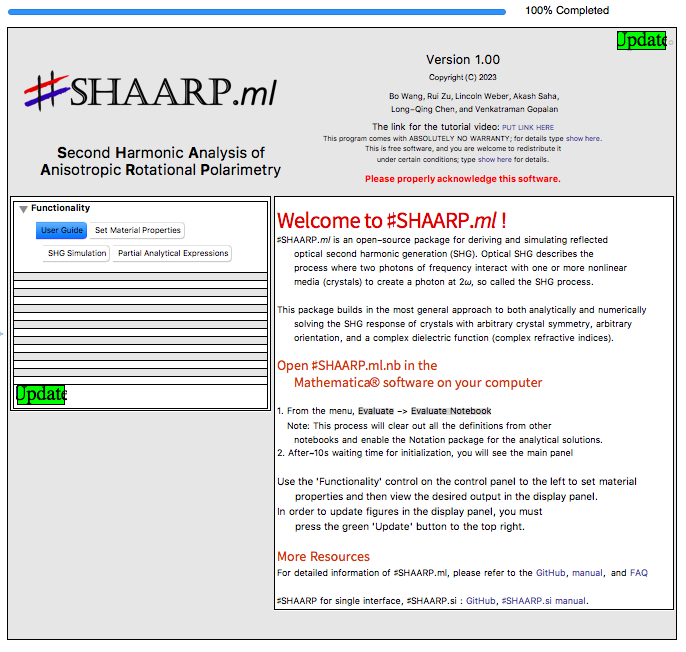 100% Completed
Update
Version 1.00
Copyright (C) 2023
#SHAARP.ml
Bo Wang, Rui Zu, Lincoln Weber, Akash Saha,
Long-Qing Chen, and Venkatraman Gopalan
The link for the tutorial video: PUT LINK HERE
This program comes with ABSOLUTELY NO WARRANTY; for details type show here.
This is free software, and you are welcome to redistribute it
under certain conditions; type show here for details.
Second Harmonic Analysis of
Anisotropic Rotational Polarimetry
Please properly acknowledge this software.
Functionality
User Guide Set Material Properties
SHG Simulation Partial Analytical Expressions
Update
Welcome to ♯SHAARP.ml !
♯SHAARP.ml is an open-source package for deriving and simulating reflected
optical second harmonic generation (SHG). Optical SHG describes the
process where two photons of frequency interact with one or more nonlinear
media (crystals) to create a photon at 2ω, so called the SHG process.
This package builds in the most general approach to both analytically and numerically
solving the SHG response of crystals with arbitrary crystal symmetry, arbitrary
orientation, and a complex dielectric function (complex refractive indices).
Open ♯SHAARP.ml.nb in the
Mathematica® software on your computer
1. From the menu, Evaluate -> Evaluate Notebook
Note: This process will clear out all the definitions from other
notebooks and enable the Notation package for the analytical solutions.
2. After~10s waiting time for initialization, you will see the main panel
Use the 'Functionality' control on the control panel to the left to set material
properties and then view the desired output in the display panel.
In order to update figures in the display panel, you must
press the green 'Update' button to the top right.
More Resources
For detailed information of ♯SHAARP.ml, please refer to the GitHub, manual, and FAQ
♯SHAARP for single interface, ♯SHAARP.si : GitHub, ♯SHAARP.si manual.